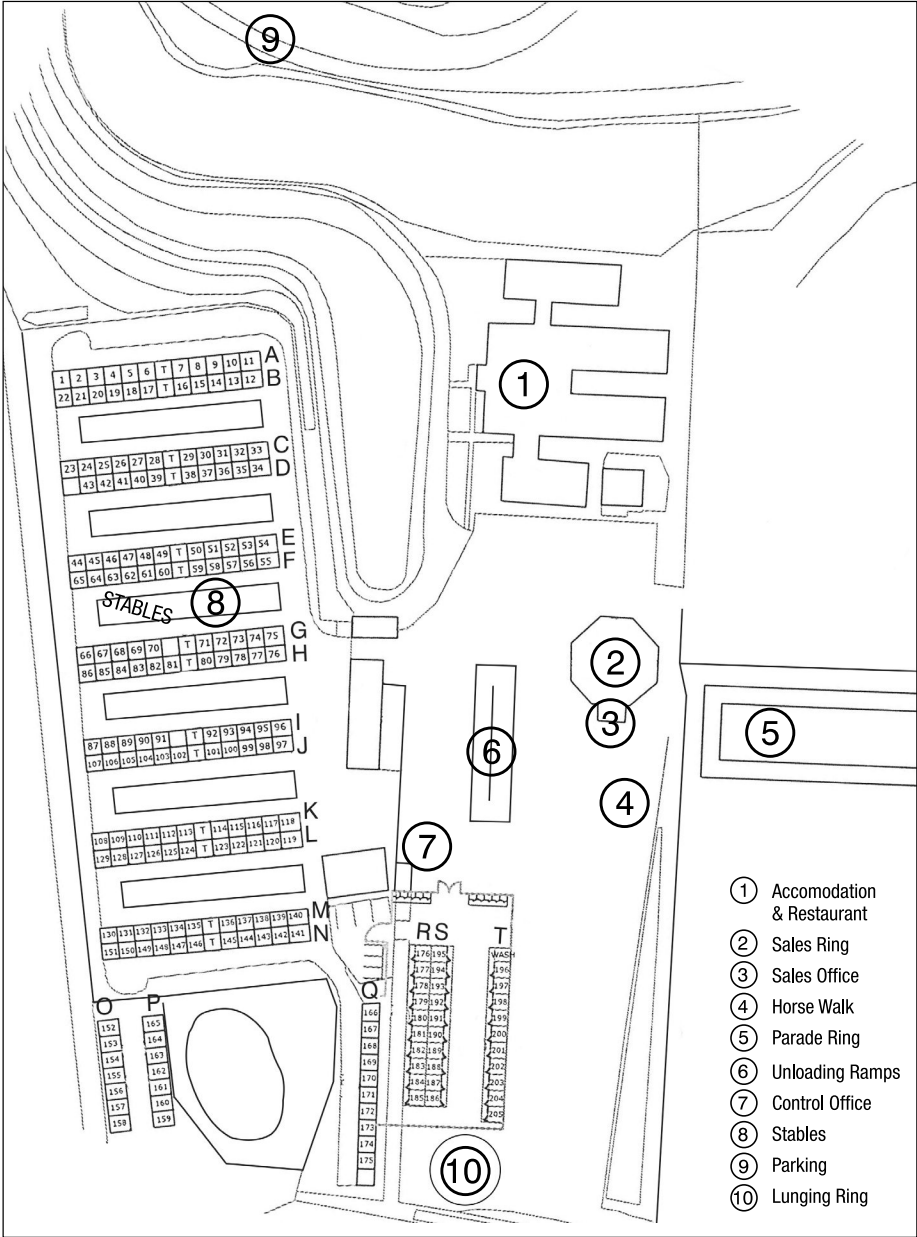 9
1
1 2 3 4 5 6 T 7 8 9 10 11 A
22 21 20 19 18 17 T 16 15 14 13 12 B
23 24 25 26 27 28 T 29 30 31 32 33 C
43 42 41 40 39 T 38 37 36 35 34 D
44 45 46 47 48 49 T 50 51 52 53 54 E
65 64 63 62 61 60 T 59 58 57 56 55 F
STABLES 8
66 67 68 69 70 T 71 72 73 74 75 G
86 85 84 83 82 81 T 80 79 78 77 76 H
2
3
87 88 89 90 91 T 92 93 94 95 96 I
107 106 105 104 103 102 T 101 100 99 98 97 J
5
6
4
108 109 110 111 112 113 T 114 115 116 117 118 K
129 128 127 126 125 124 T 123 122 121 120 119 L
7
130 131 132 133 134 135 T 136 137 138 139 140 M
151 150 149 148 147 146 T 145 144 143 142 141 N
O
152
153
154
155
156
157
158
P
165
164
163
162
161
160
159
Q
166
167
168
169
170
171
172
173
174
175
R S
176 195
177 194
178 193
179 192
180 191
181 190
182 189
183 188
184 187
185 186
T
WASH
196
197
198
199
200
201
202
203
204
205
10
1 Accomodation
& Restaurant
2 Sales Ring
3 Sales Office
4 Horse Walk
5 Parade Ring
6 Unloading Ramps
7 Control Office
8 Stables
9 Parking
10 Lunging Ring